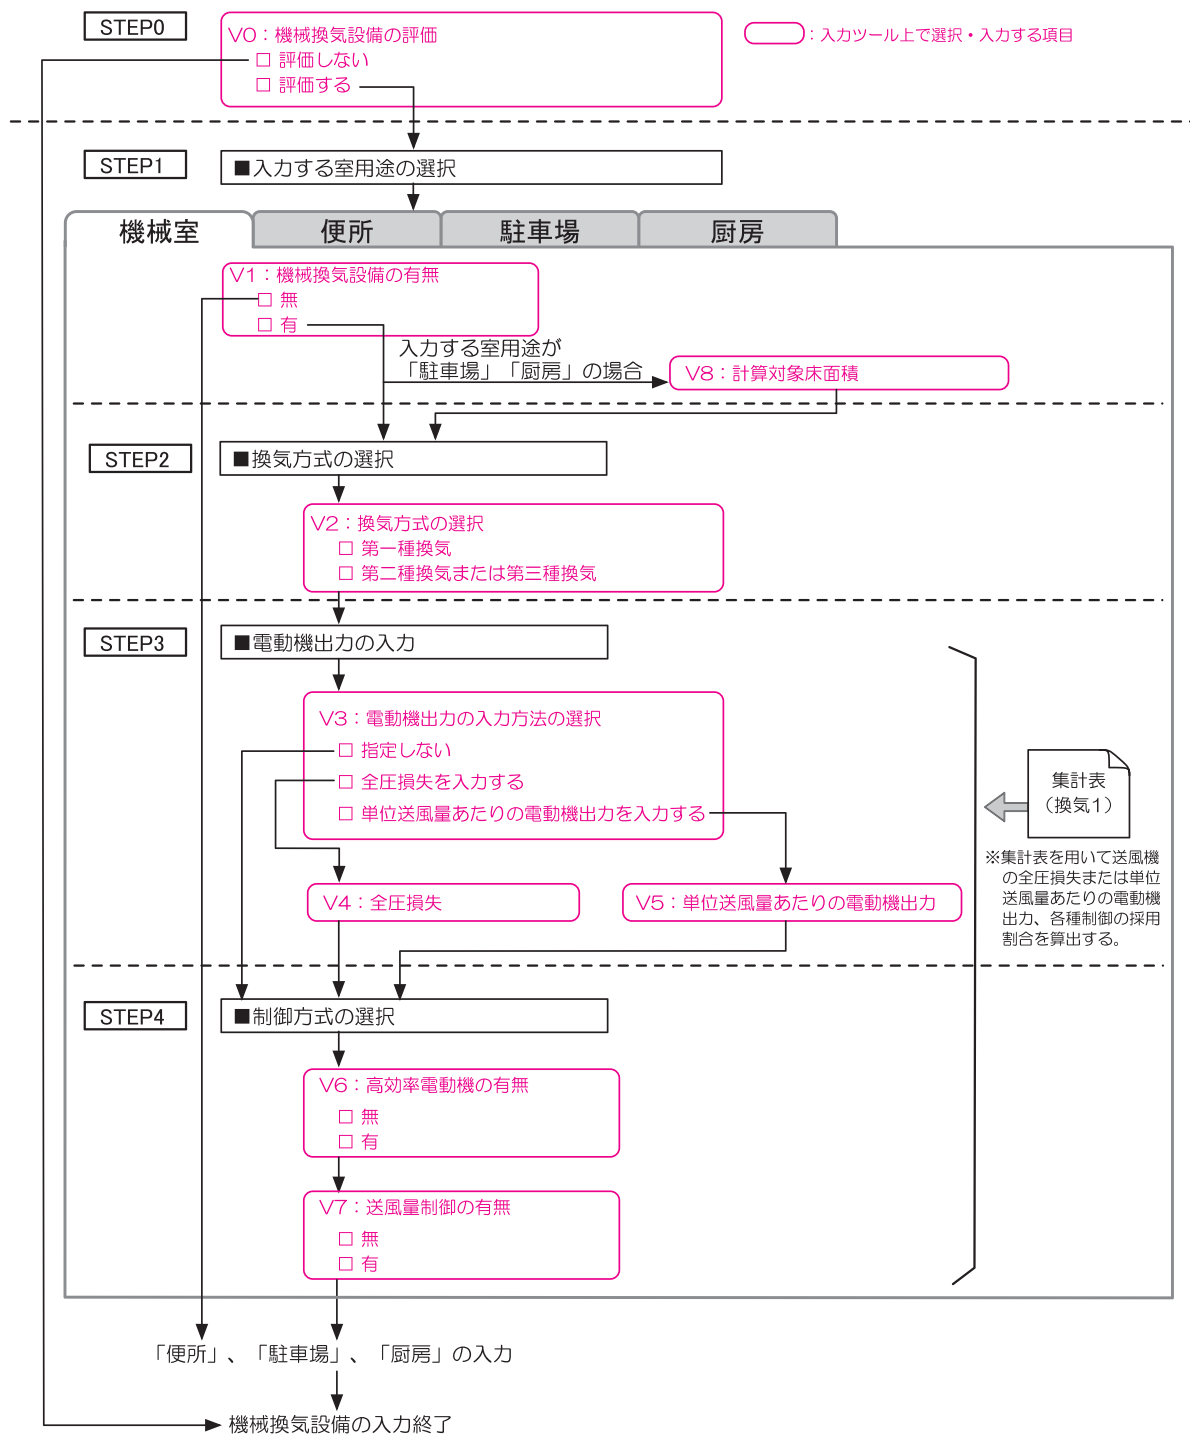 STEP0
V0：機械換気設備の評価
□ 評価しない
□ 評価する
：入力ツール上で選択・入力する項目
STEP1
■入力する室用途の選択
機械室
便所
駐車場
厨房
V1：機械換気設備の有無
□ 無
□ 有
入力する室用途が
「駐車場」「厨房」の場合
V8：計算対象床面積
STEP2
■換気方式の選択
V2：換気方式の選択
□ 第一種換気
□ 第二種換気または第三種換気
STEP3
■電動機出力の入力
V3：電動機出力の入力方法の選択
□ 指定しない
□ 全圧損失を入力する
□ 単位送風量あたりの電動機出力を入力する
集計表
（換気1）
※集計表を用いて送風機
の全圧損失または単位
送風量あたりの電動機
出力、各種制御の採用
割合を算出する。
V4：全圧損失
V5：単位送風量あたりの電動機出力
STEP4
■制御方式の選択
V6：高効率電動機の有無
□ 無
□ 有
V7：送風量制御の有無
□ 無
□ 有
「便所」、「駐車場」、「厨房」の入力
機械換気設備の入力終了